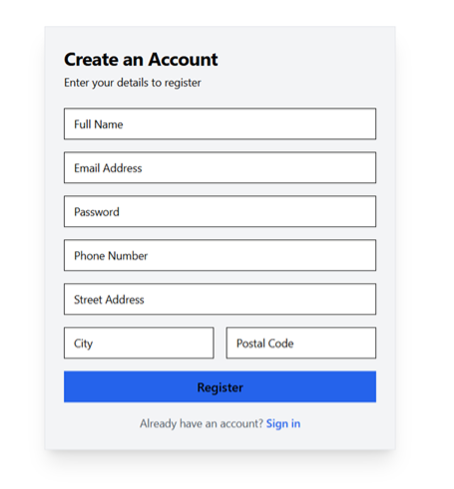 Create an Account
Enter your details to register
Full Name
Email Address
Password
Phone Number
Street Address
City
Postal Code
Register
Already have an account? Sign in